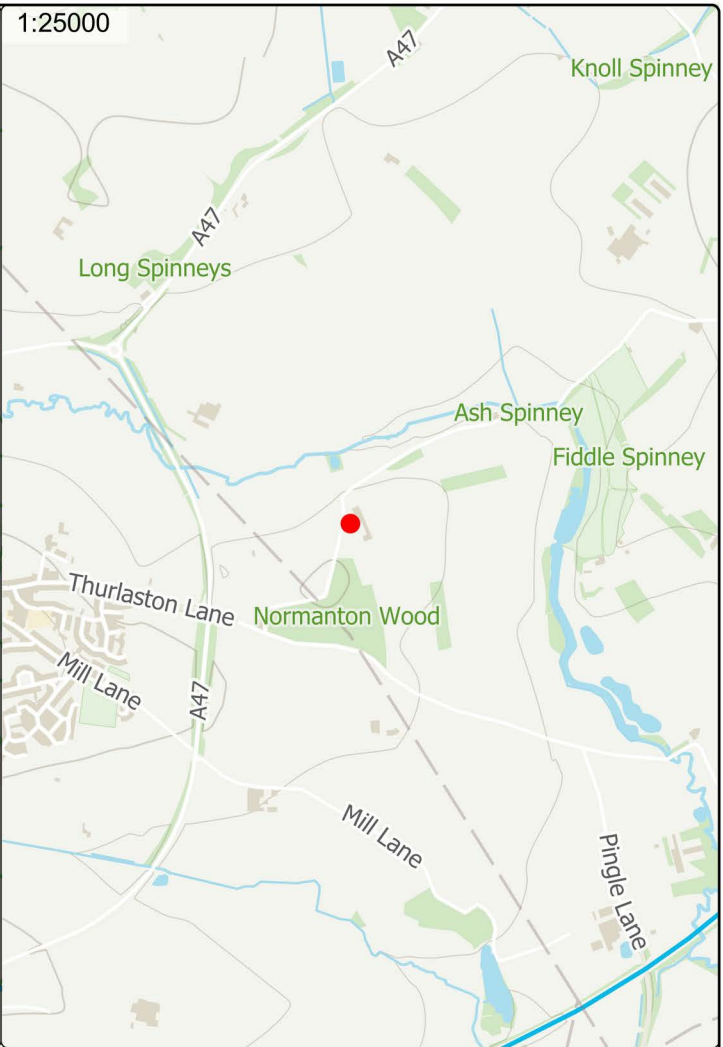 1:25000
A47
Knoll Spinney
A47
Long Spinneys
Ash Spinney
Fiddle Spinney
Thurlaston Lane
Normanton Wood
Mill Lane
A47
Mill Lane
Pingle Lane